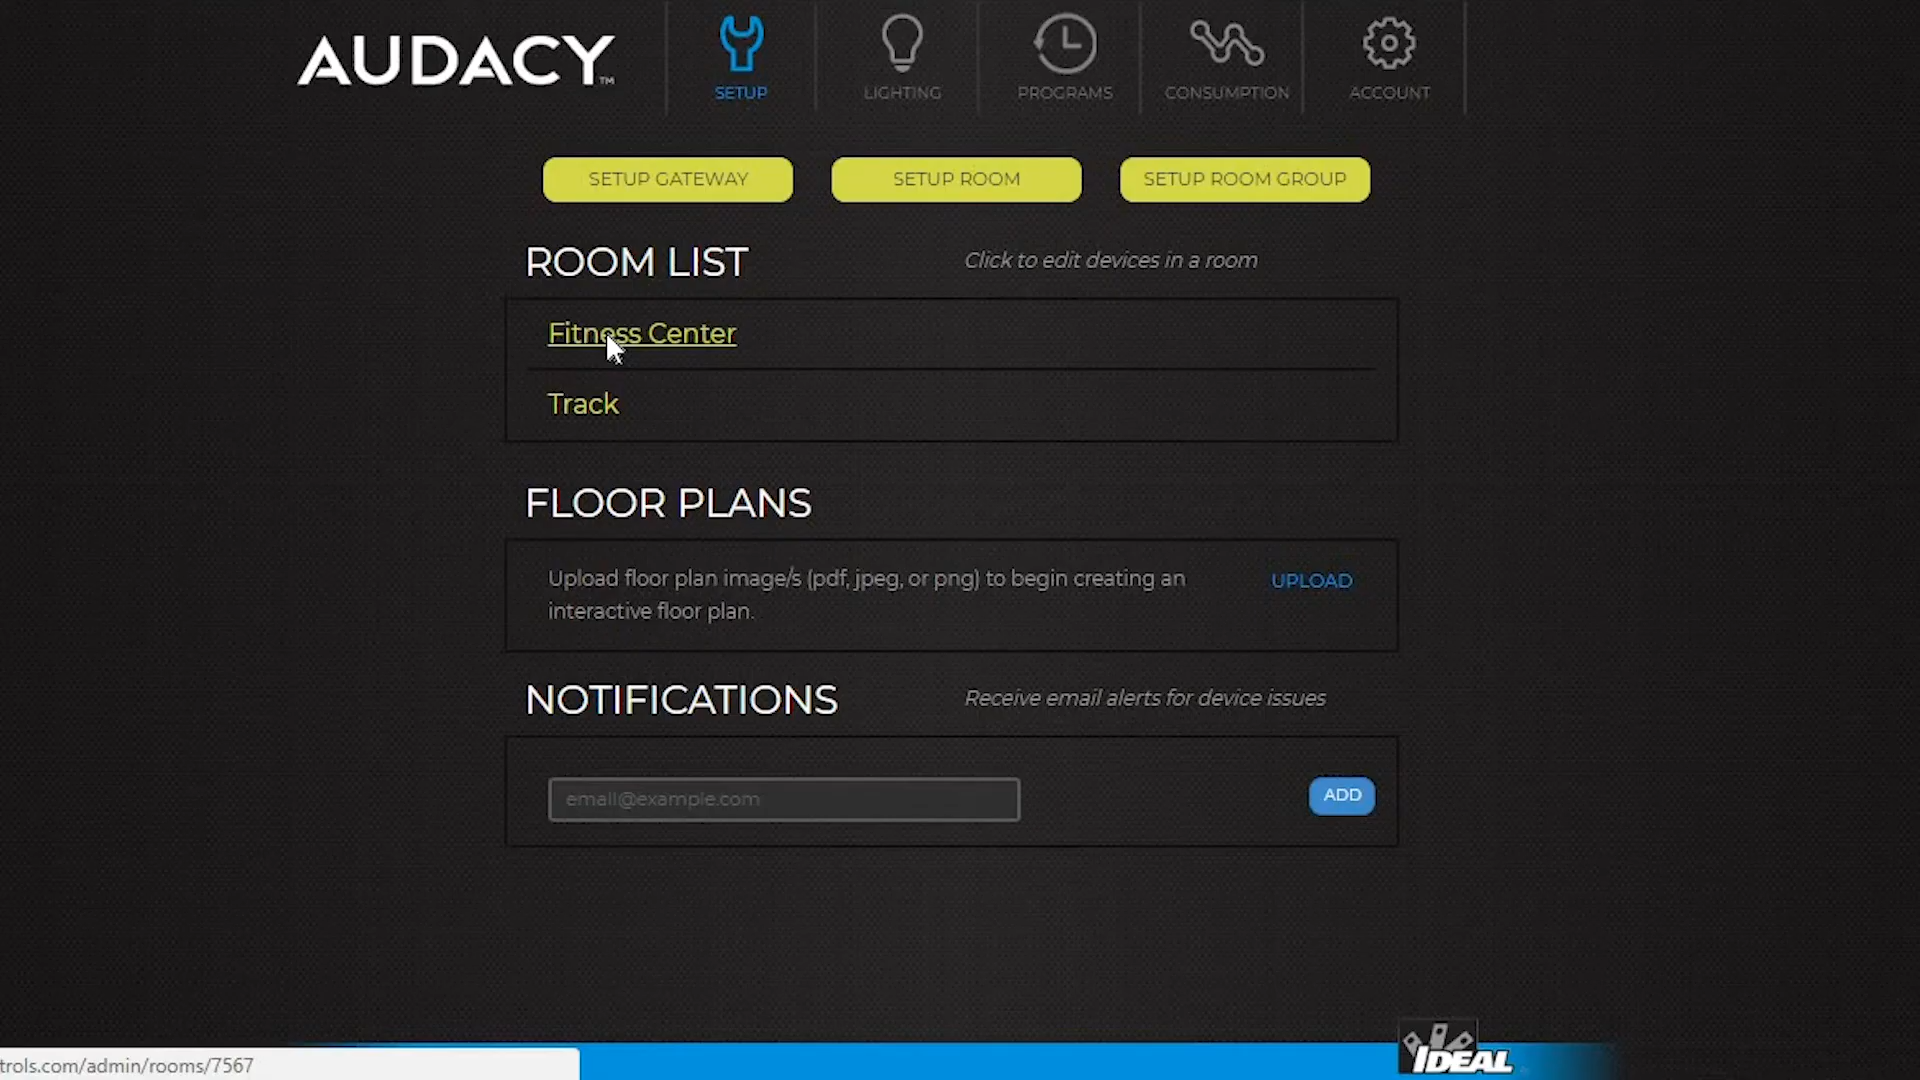 AUDACY™
SETUP
LIGHTING
PROGRAMS
CONSUMPTION
ACCOUNT
SETUP GATEWAY
SETUP ROOM
SETUP ROOM GROUP
ROOM LIST
Click to edit devices in a room
Fitness Center
Track
FLOOR PLANS
Upload floor plan image/s (pdf, jpeg, or png) to begin creating an
interactive floor plan.
UPLOAD
NOTIFICATIONS
Receive email alerts for device issues
email@example.com
ADD
trols.com/admin/rooms/7567
IDEAL